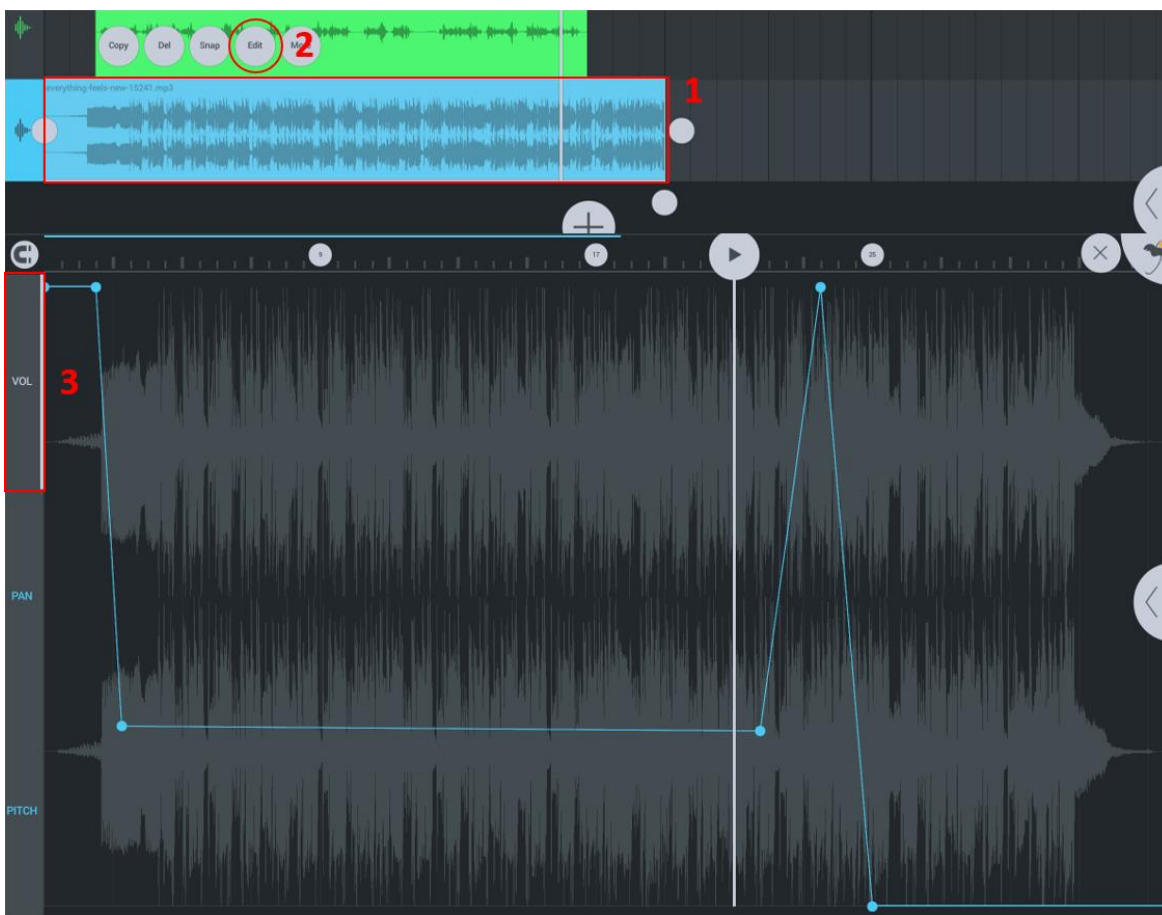 Copy Del Snap Edit 2
everything-feels-new-15241.mp3
1
9 17 25
VOL
3
PAN
PITCH